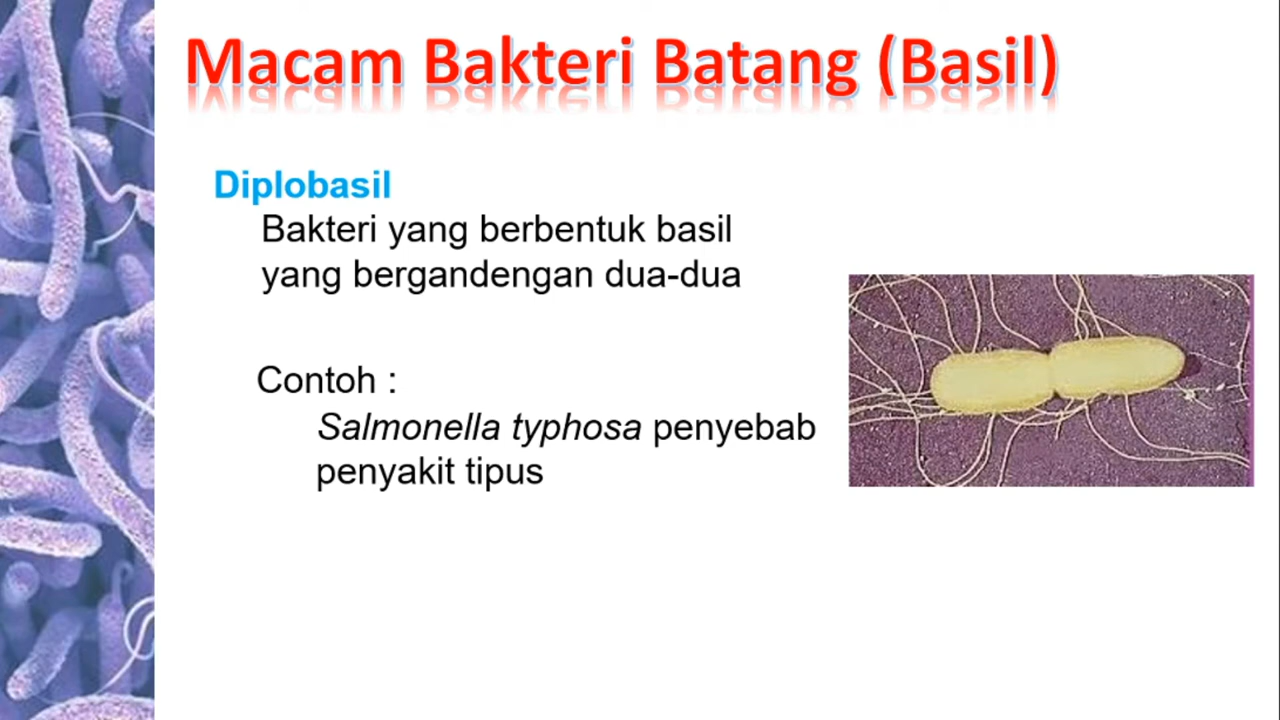 Macam Bakteri Batang (Basil)
Diplobasil
Bakteri yang berbentuk basil
yang bergandengan dua-dua
Contoh :
Salmonella typhosa penyebab
penyakit tipus